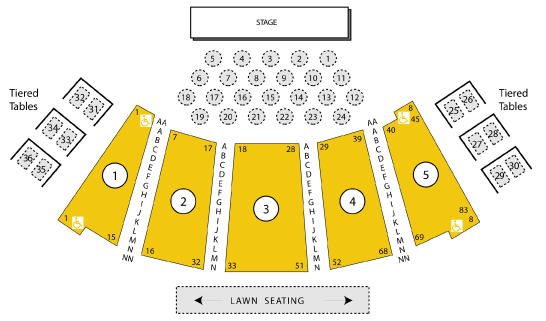 STAGE
5 4 3 2 1
6 7 8 9 10 11
18 17 16 15 14 13 12
19 20 21 22 23 24
Tiered
Tables
32 31
34 33
36 35
Tiered
Tables
25 26
27 28
29 30
1
1
1
15
AA
A
B
C
D
E
F
G
H
J
K
L
M
N
NN
7 17
2
16 32
A
B
C
D
E
F
G
H
J
K
L
M
N
18 28
3
33 51
A
B
C
D
E
F
G
H
J
K
L
M
N
29 39
4
52 68
AA
A
B
C
D
E
F
G
H
J
K
L
M
N
NN
8
40 45
5
83
8
69
LAWN SEATING